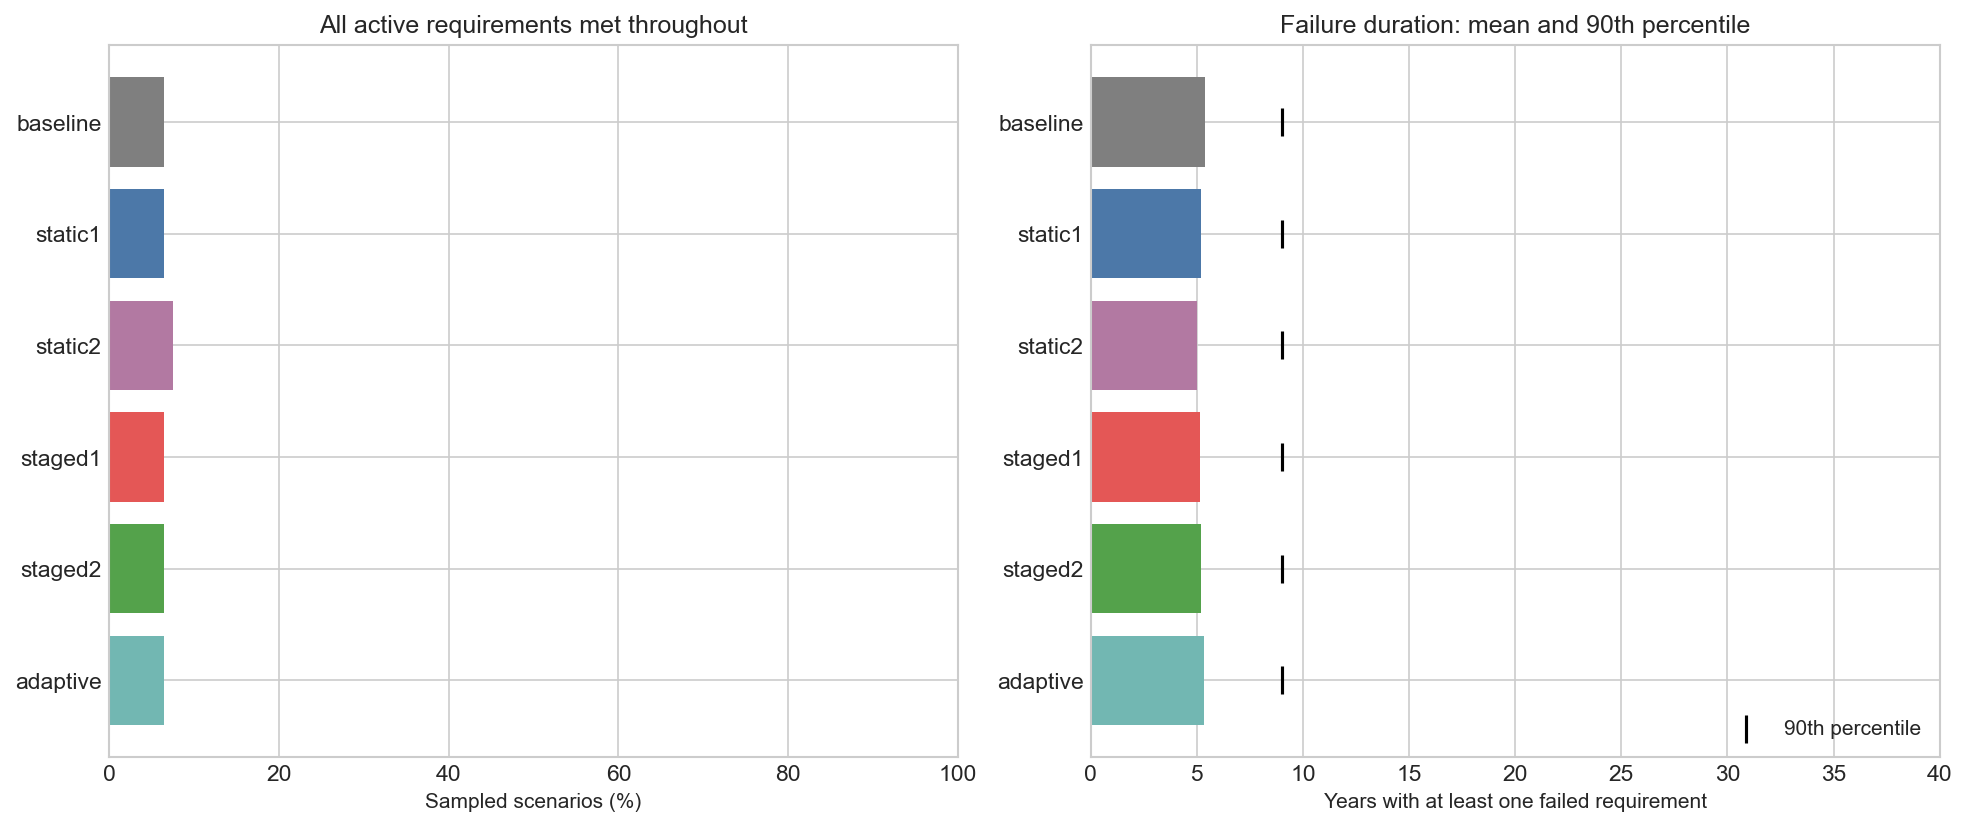 All active requirements met throughout
baseline
static1
static2
staged1
staged2
adaptive
0 20 40 60 80 100
Sampled scenarios (%)
Failure duration: mean and 90th percentile
baseline
static1
static2
staged1
staged2
adaptive
90th percentile
0 5 10 15 20 25 30 35 40
Years with at least one failed requirement